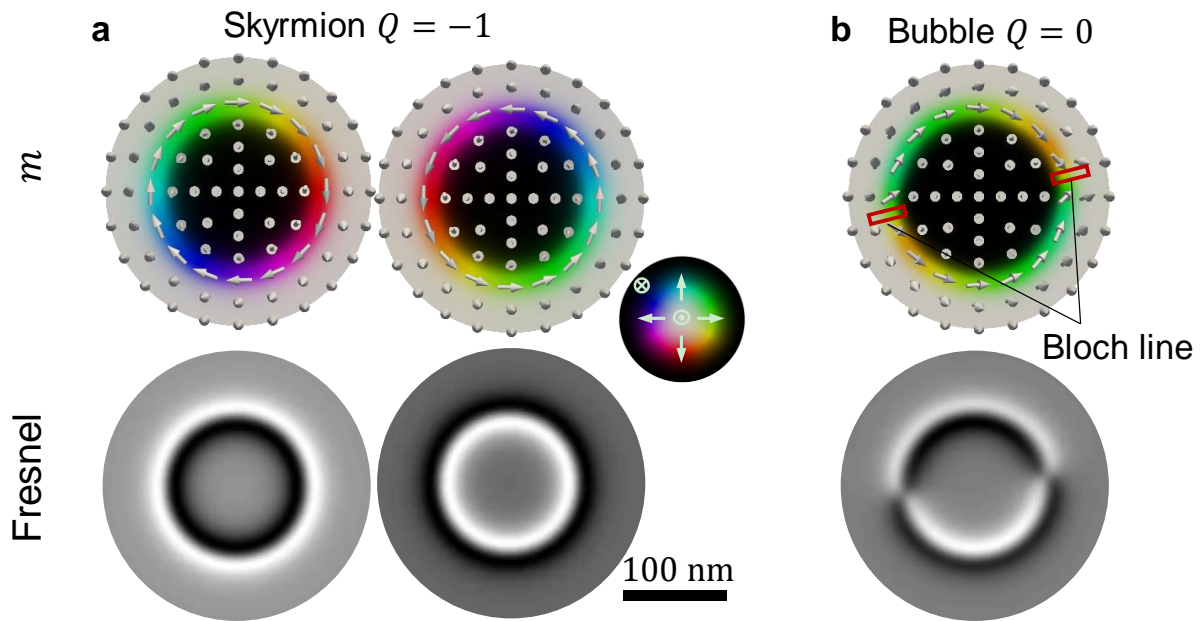 a Skyrmion Q = −1
b Bubble Q = 0
m
Bloch line
Fresnel
100 nm